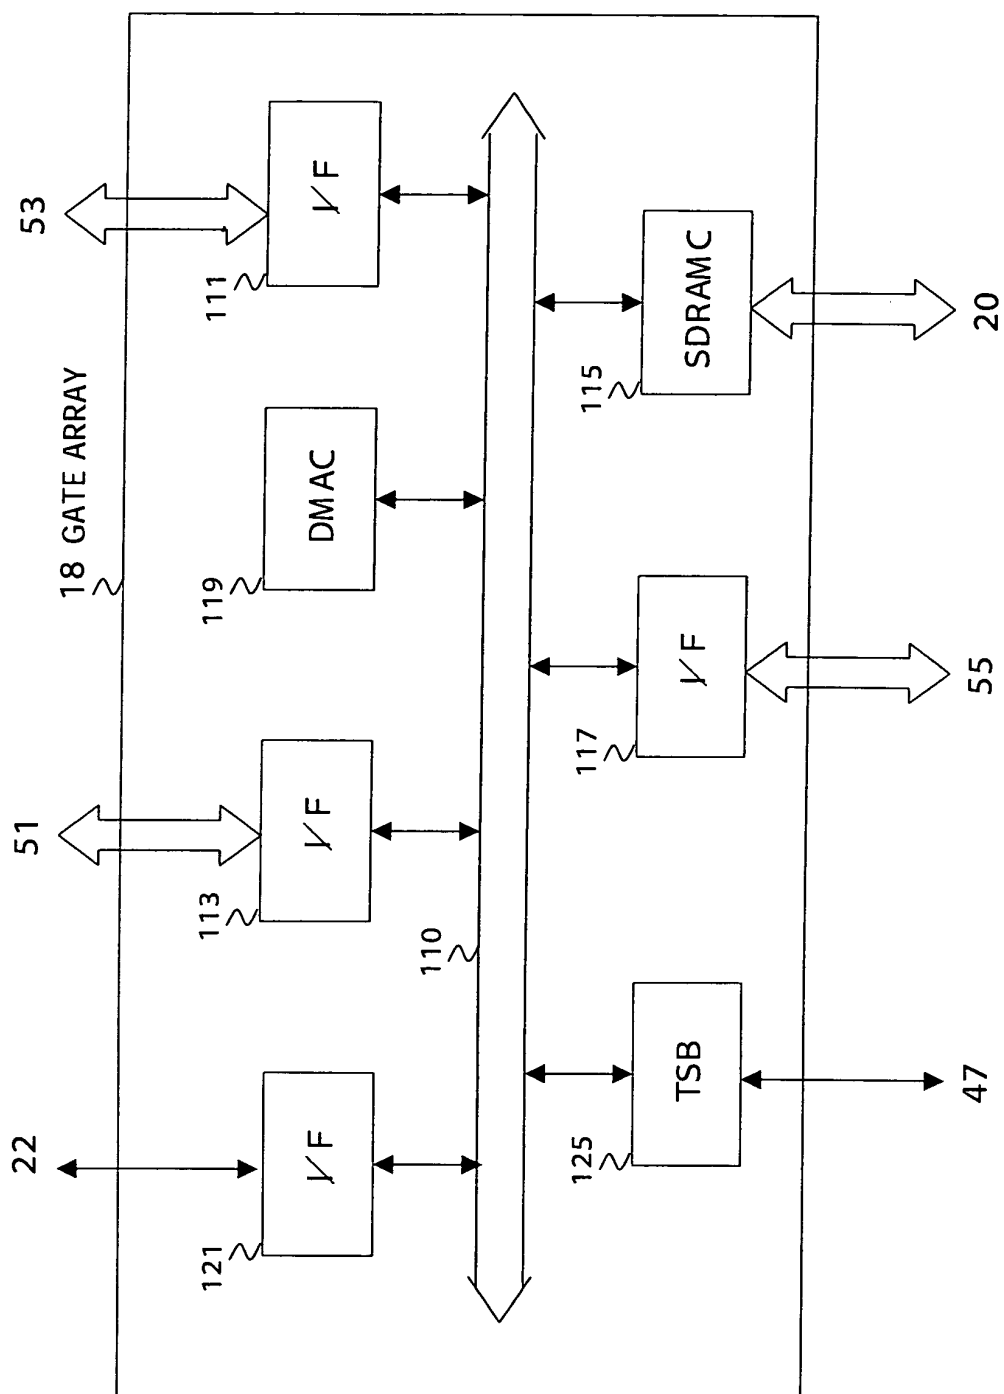 18 GATE ARRAY
22
51
53
121
I/F
113
I/F
119
DMAC
111
I/F
110
125
TSB
117
I/F
115
SDRAMC
47
55
20